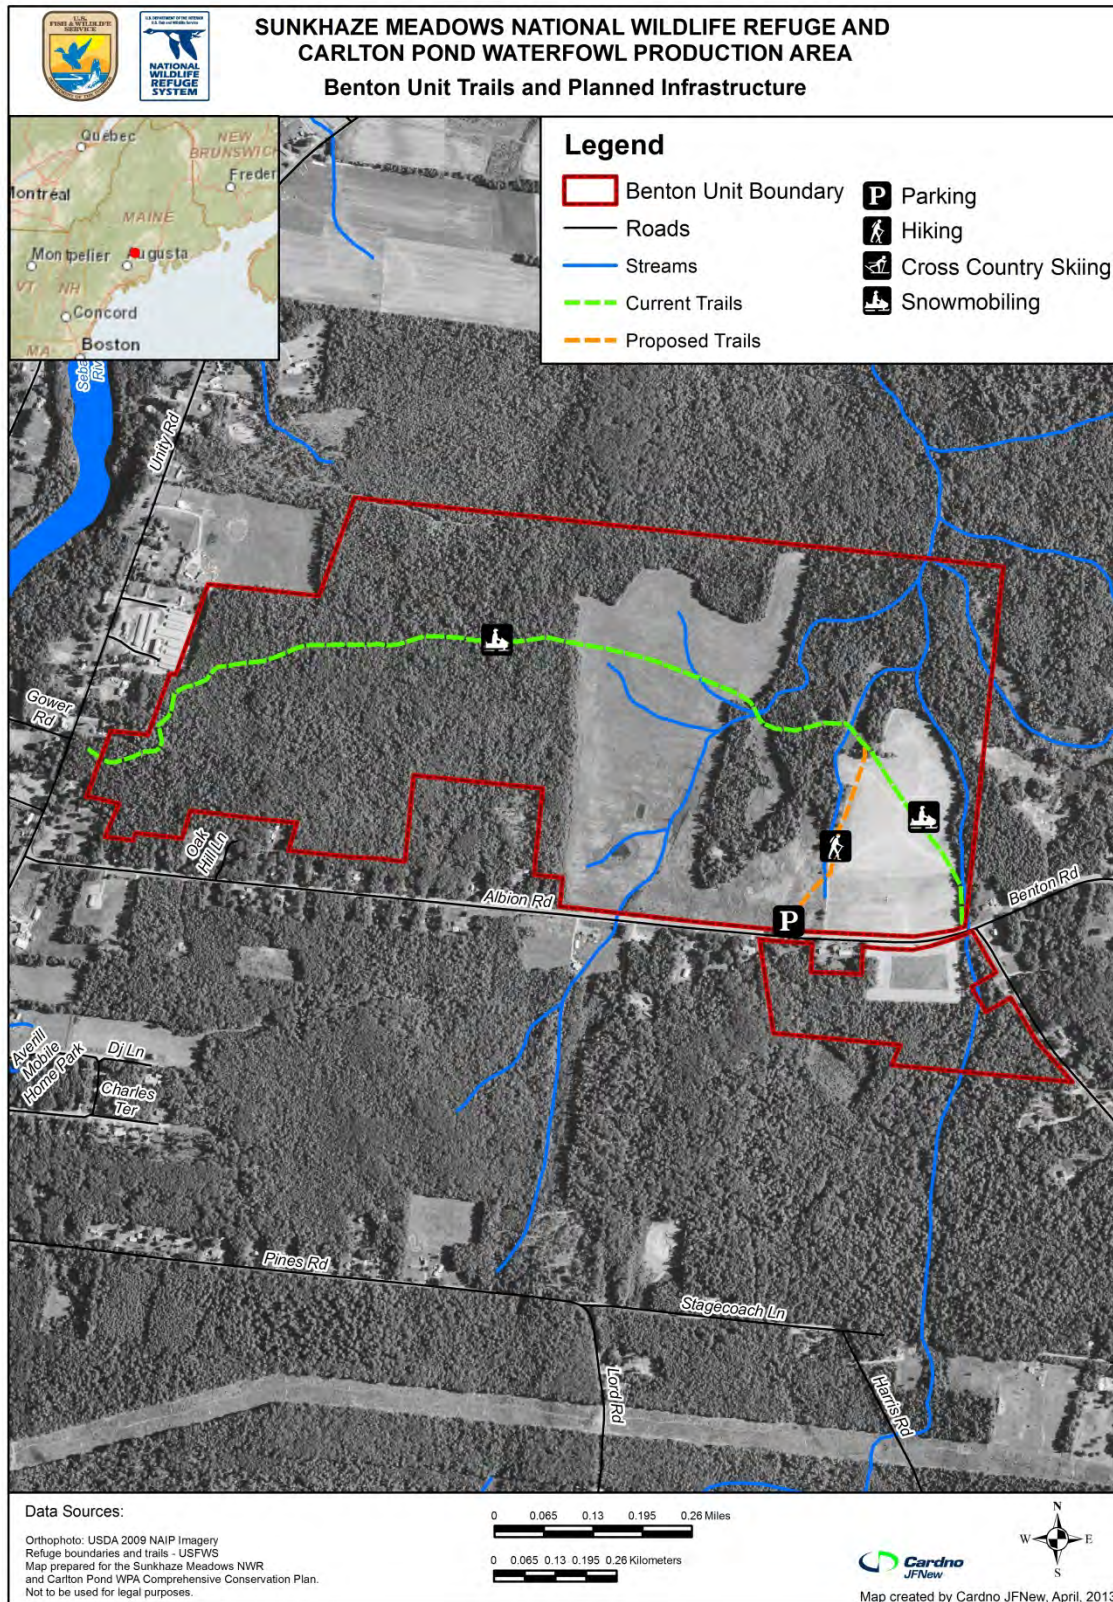 SUNKHAZE MEADOWS NATIONAL WILDLIFE REFUGE AND
CARLTON POND WATERFOWL PRODUCTION AREA
Benton Unit Trails and Planned Infrastructure
U.S.
FISH & WILDLIFE
SERVICE
NATIONAL
WILDLIFE
REFUGE
SYSTEM
Québec
NEW
BRUNSWICK
Montréal
Freder
MAINE
Montpelier
Augusta
VT
NH
Concord
MA
Boston
Legend
Benton Unit Boundary
Roads
Streams
Current Trails
Proposed Trails
P Parking
Hiking
Cross Country Skiing
Snowmobiling
Seba
Riv
Unity Rd
Gower
Rd
Oak
Hill Ln
Albion Rd
P
Benton Rd
Averill
Mobile
Home Park
Dj Ln
Charles
Ter
Pines Rd
Stagecoach Ln
Lord Rd
Harris Rd
Data Sources:
Orthophoto: USDA 2009 NAIP Imagery
Refuge boundaries and trails - USFWS
Map prepared for the Sunkhaze Meadows NWR
and Carlton Pond WPA Comprehensive Conservation Plan.
Not to be used for legal purposes.
0 0.065 0.13 0.195 0.26 Miles
0 0.065 0.13 0.195 0.26 Kilometers
N
W E
S
Cardno
JFNew
Map created by Cardno JFNew, April, 2013